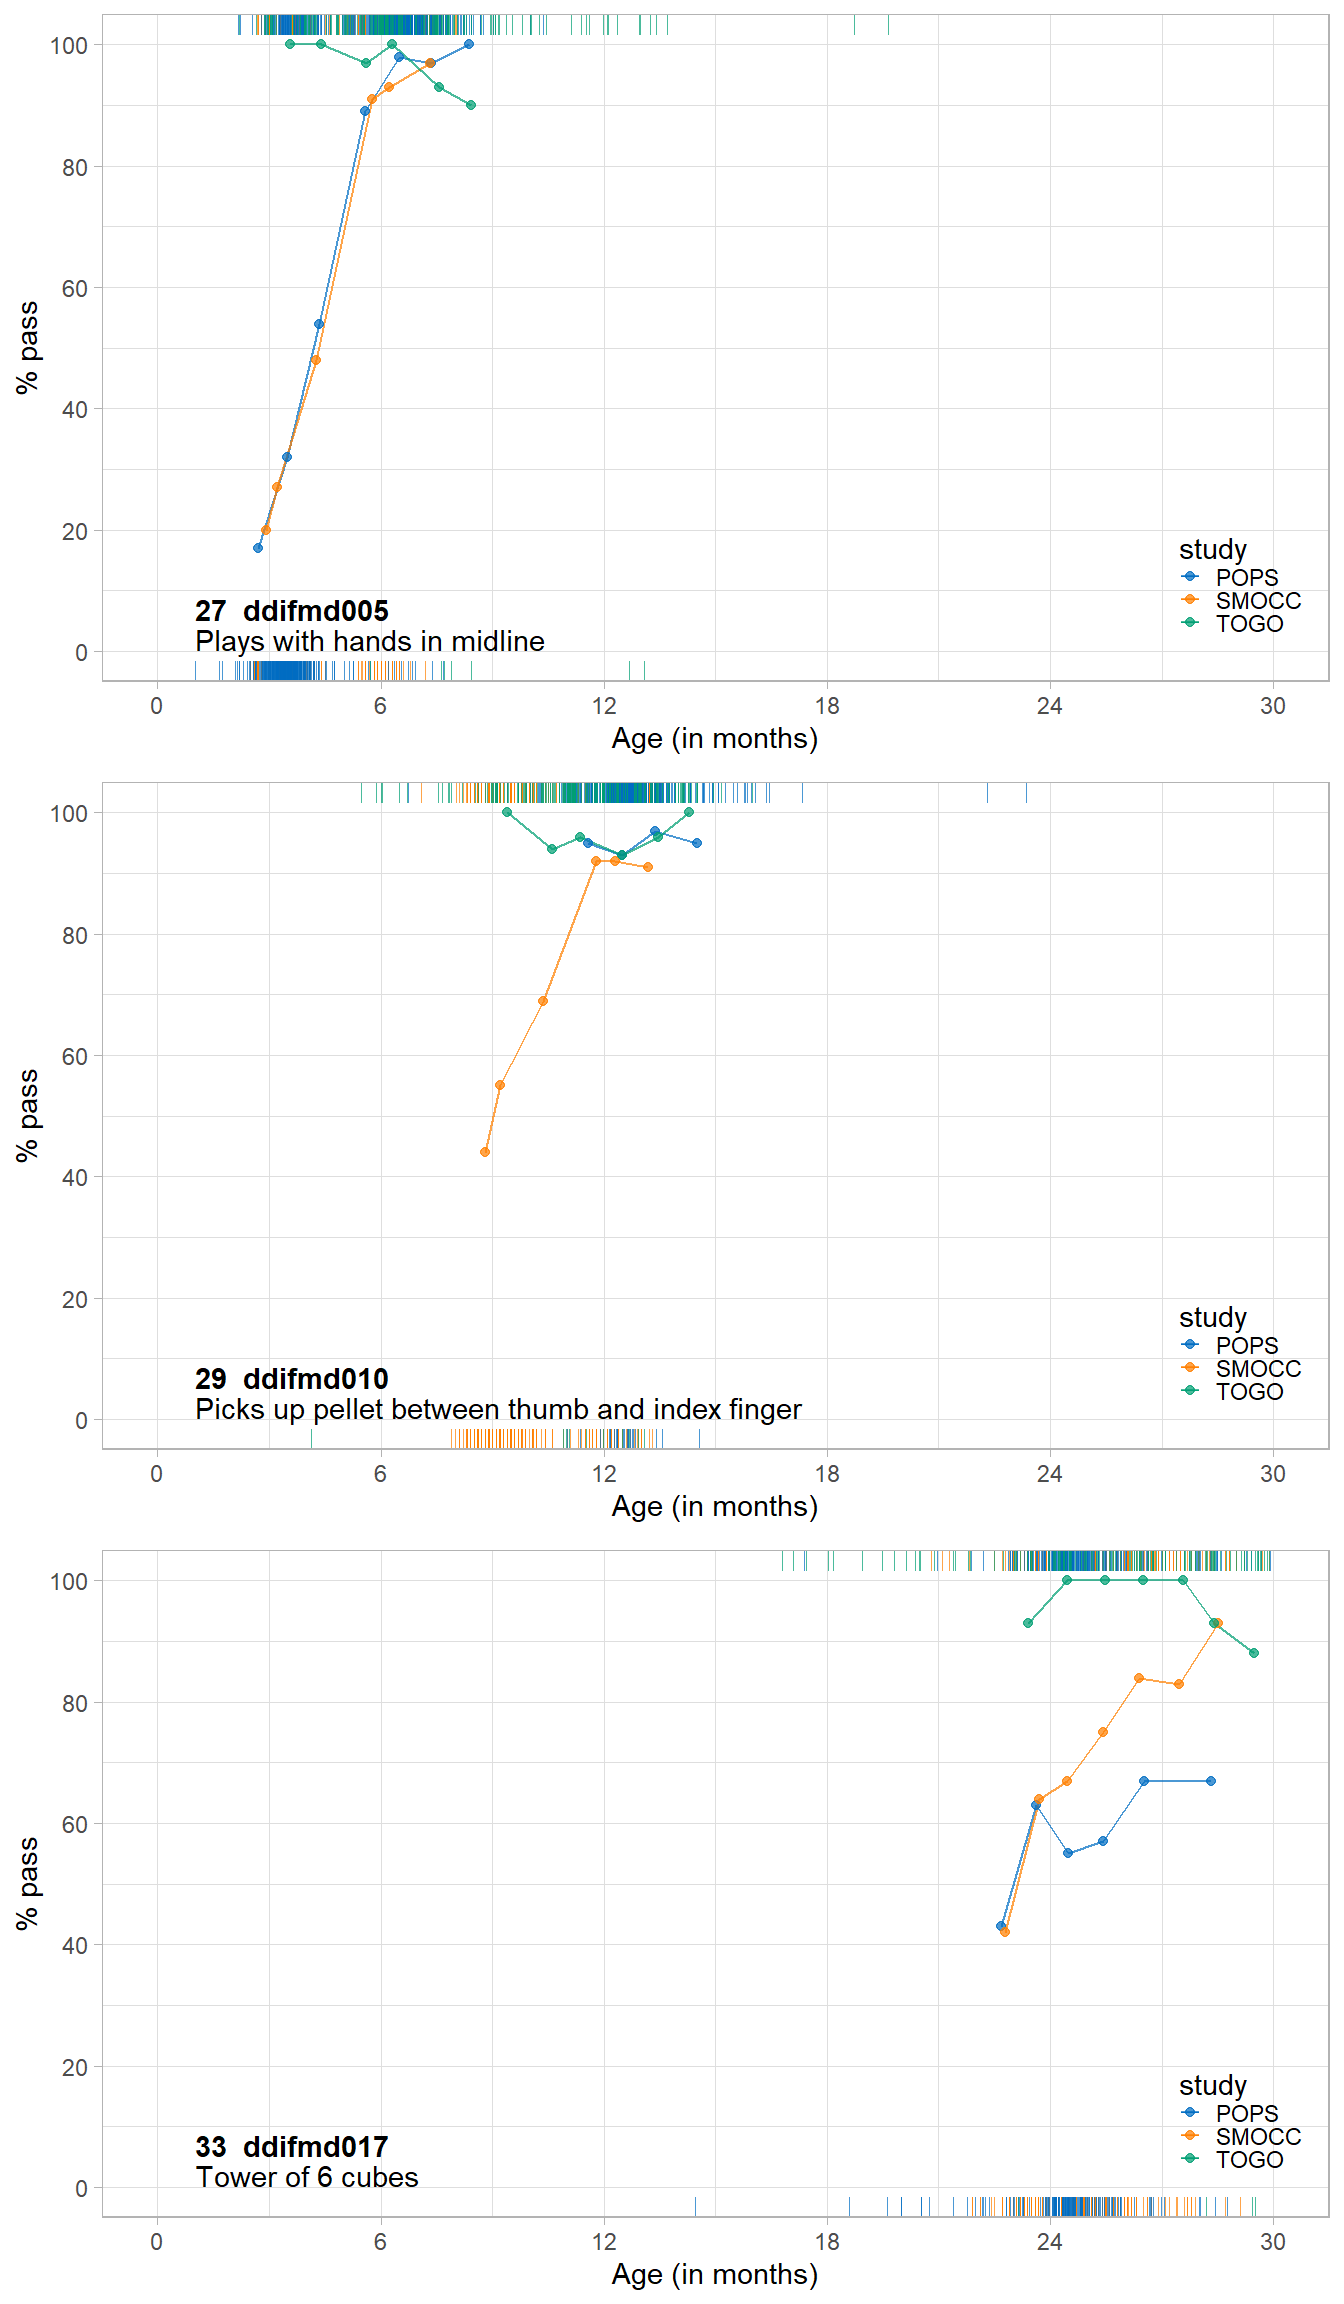 100
80
60
% pass
40
20
0
study
POPS
SMOCC
TOGO
27 ddifmd005
Plays with hands in midline
0 6 12 18 24 30
Age (in months)
100
80
60
% pass
40
20
0
study
POPS
SMOCC
TOGO
29 ddifmd010
Picks up pellet between thumb and index finger
0 6 12 18 24 30
Age (in months)
100
80
60
% pass
40
20
0
study
POPS
SMOCC
TOGO
33 ddifmd017
Tower of 6 cubes
0 6 12 18 24 30
Age (in months)